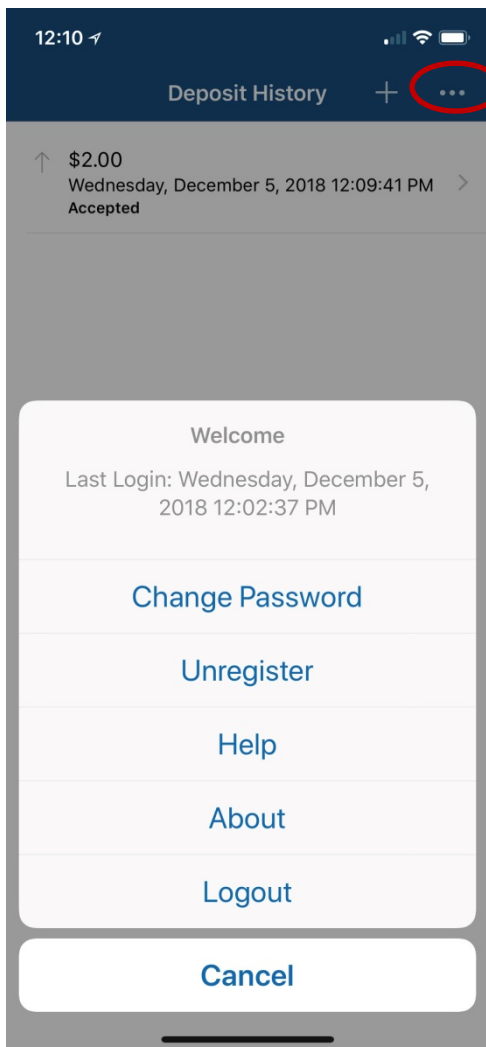 12:10
Deposit History
$2.00
Wednesday, December 5, 2018 12:09:41 PM
Accepted
Welcome
Last Login: Wednesday, December 5,
2018 12:02:37 PM
Change Password
Unregister
Help
About
Logout
Cancel